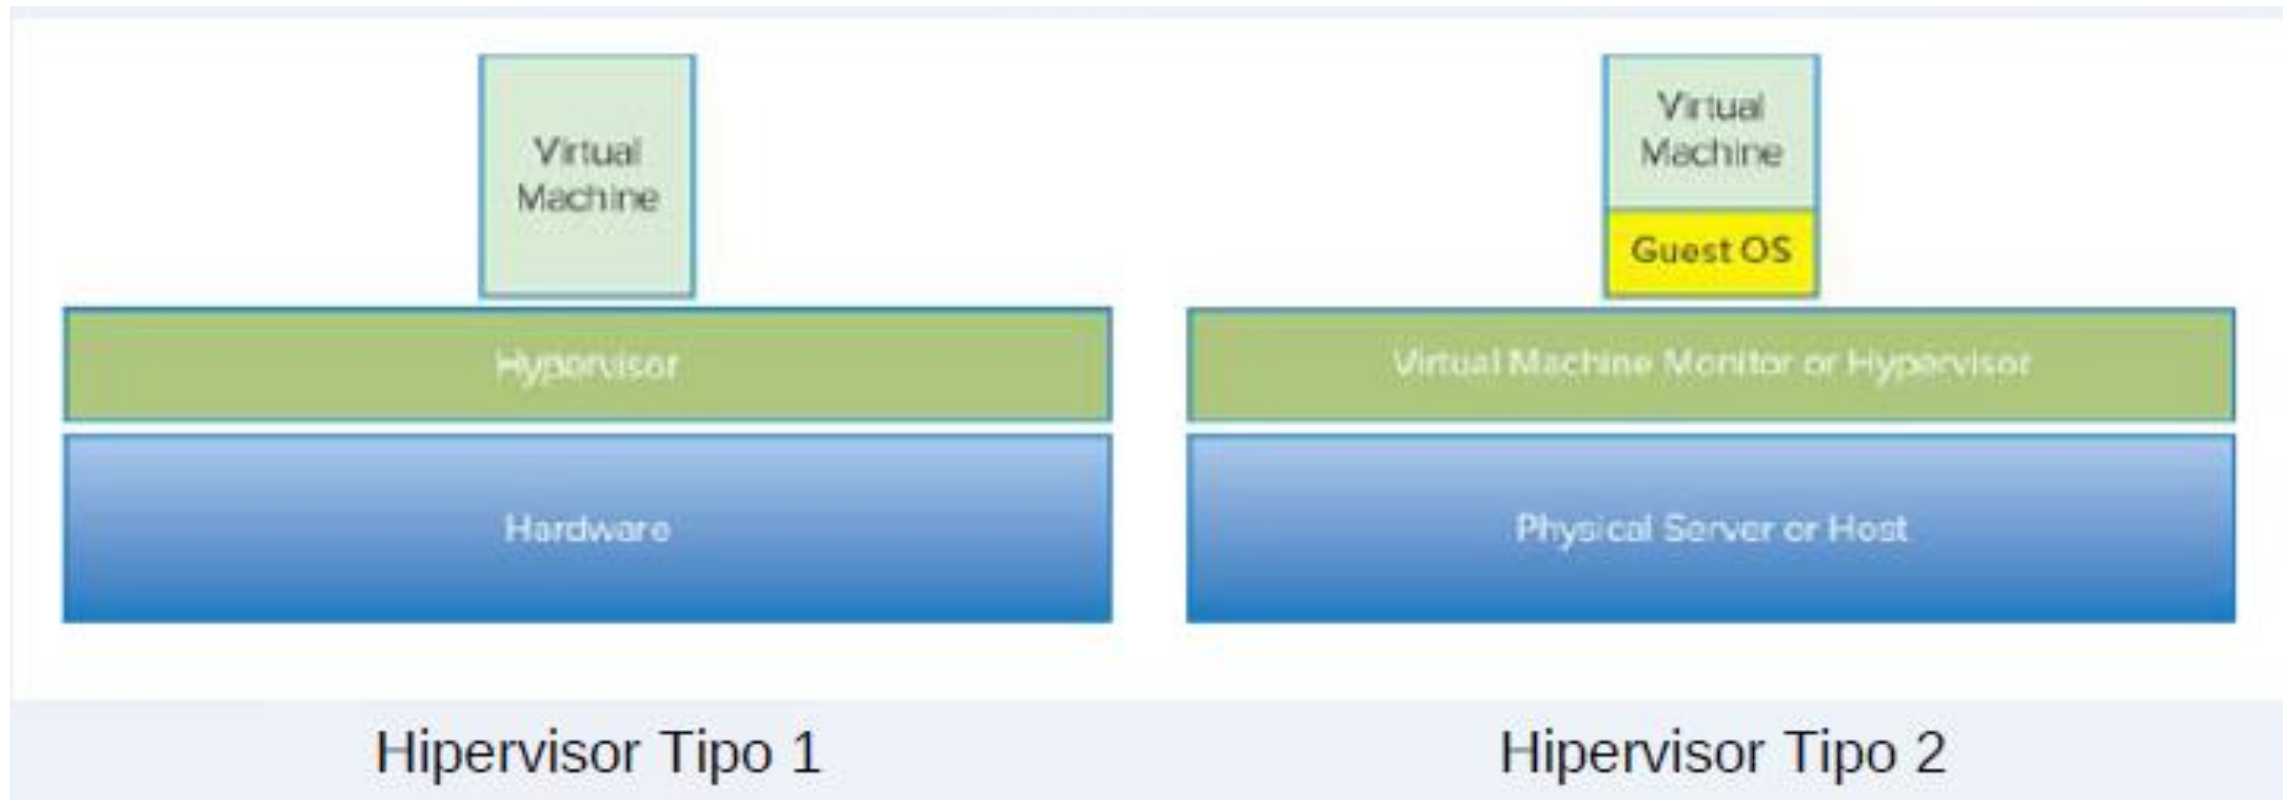 Virtual
Machine
Hypervisor
Hardware
Hipervisor Tipo 1
Virtual
Machine
Guest OS
Virtual Machine Monitor or Hypervisor
Physical Server or Host
Hipervisor Tipo 2